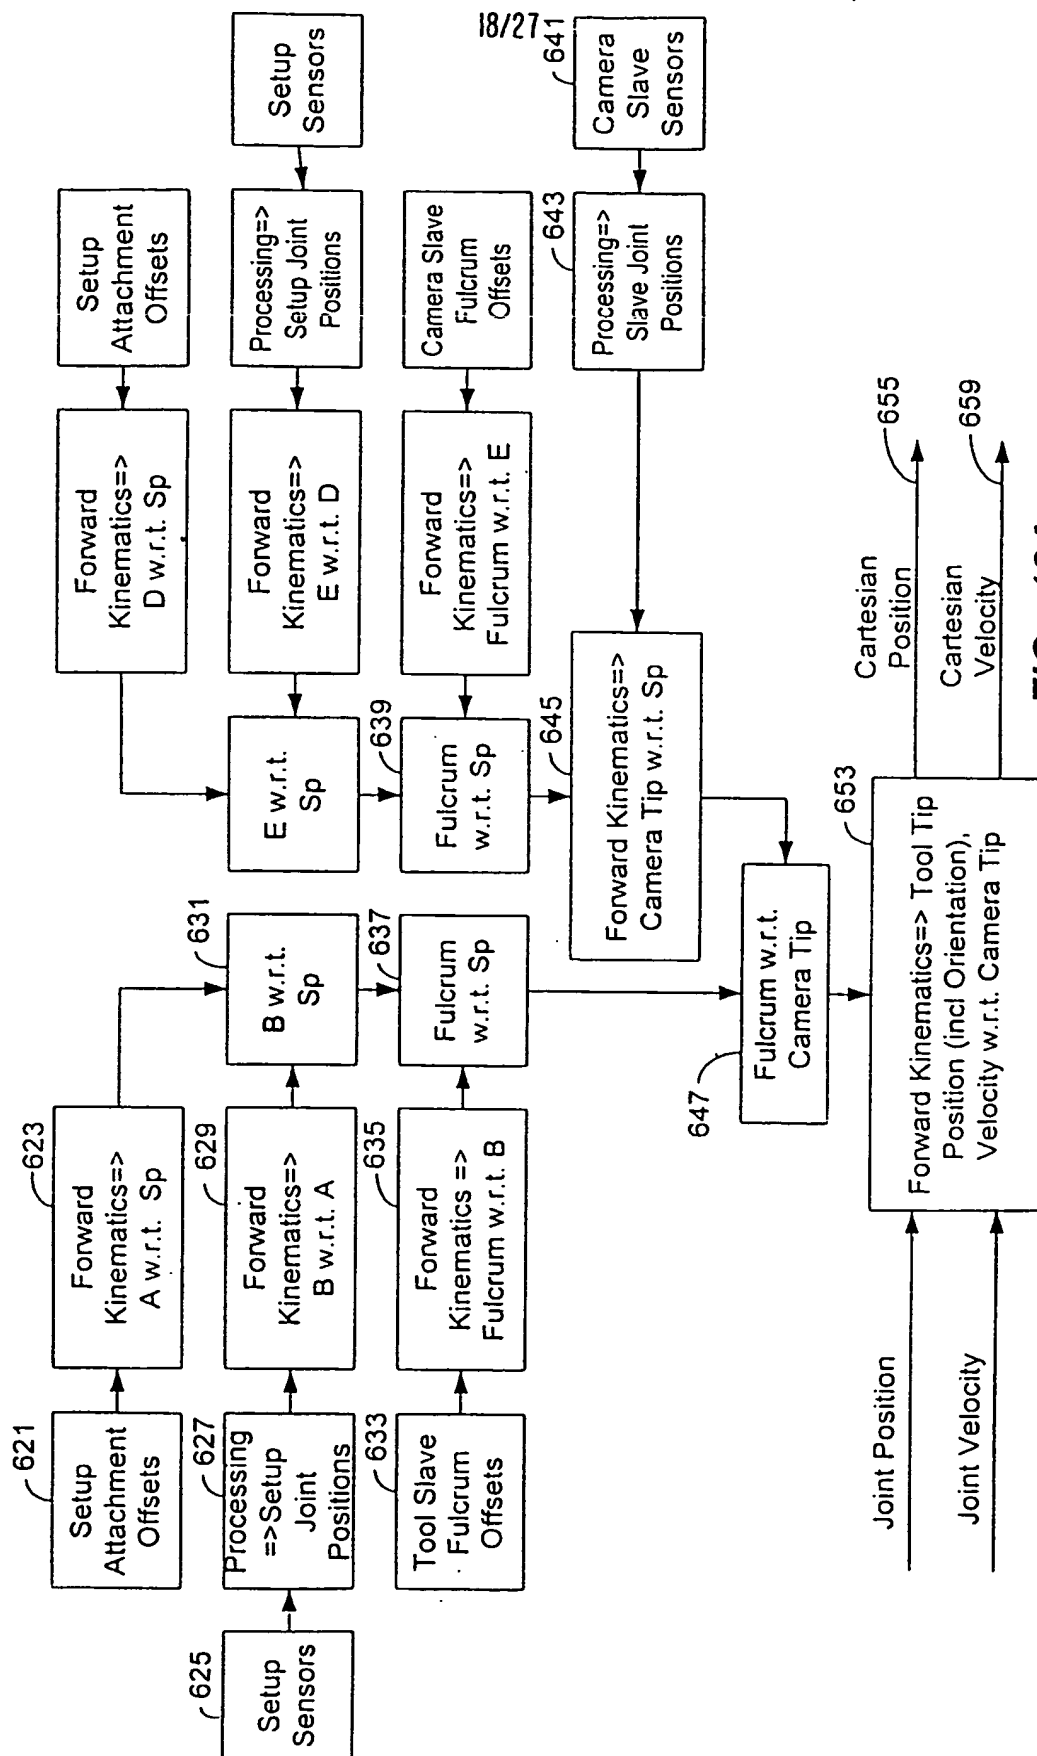 18/27
621
Setup
Attachment
Offsets
623
Forward
Kinematics=>
A w.r.t. Sp
Forward
Kinematics=>
D w.r.t. Sp
Setup
Attachment
Offsets
625
Setup
Sensors
627
Processing
=>Setup
Joint
Positions
629
Forward
Kinematics=>
B w.r.t. A
631
B w.r.t.
Sp
E w.r.t.
Sp
Forward
Kinematics=>
E w.r.t. D
Processing=>
Setup Joint
Positions
Setup
Sensors
633
Tool Slave
Fulcrum
Offsets
635
Forward
Kinematics =>
Fulcrum w.r.t. B
637
Fulcrum
w.r.t. Sp
639
Fulcrum
w.r.t. Sp
Forward
Kinematics=>
Fulcrum w.r.t. E
Camera Slave
Fulcrum
Offsets
645
Forward Kinematics=>
Camera Tip w.r.t. Sp
643
Processing=>
Slave Joint
Positions
641
Camera
Slave
Sensors
647
Fulcrum w.r.t.
Camera Tip
Joint Position
Joint Velocity
653
Forward Kinematics=> Tool Tip
Position (incl Orientation),
Velocity w.r.t. Camera Tip
Cartesian
Position
655
Cartesian
Velocity
659